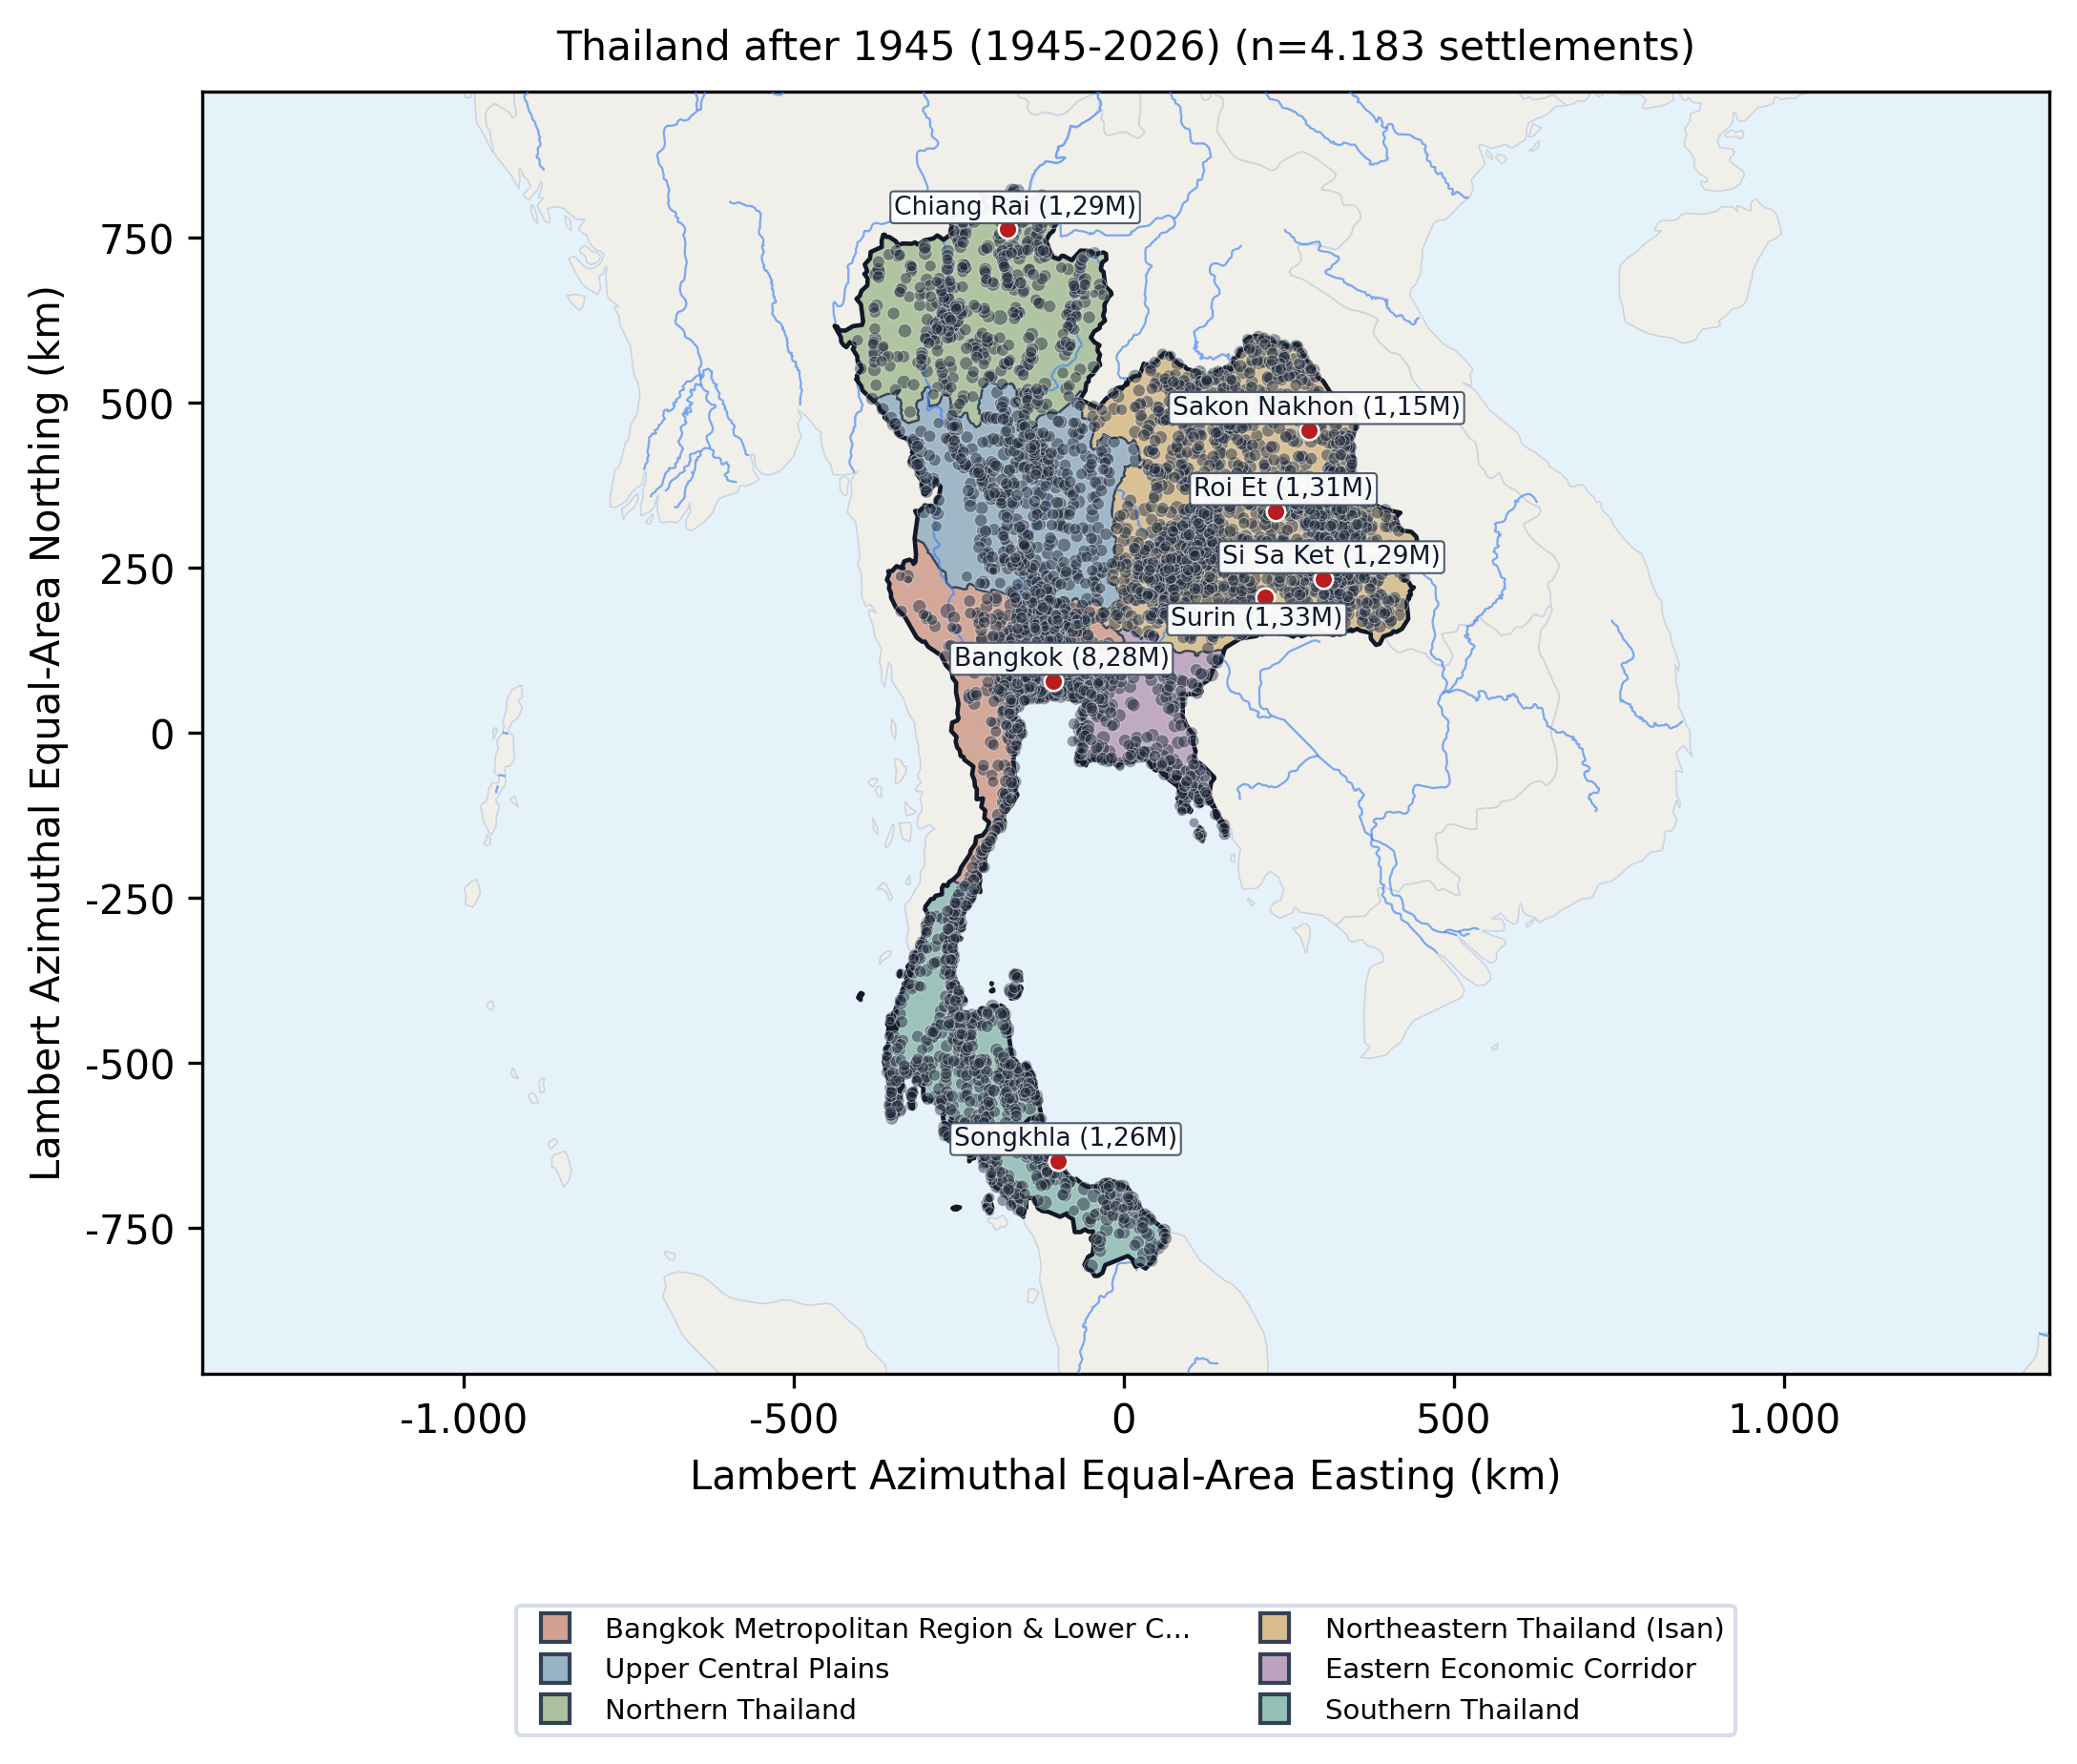 Thailand after 1945 (1945-2026) (n=4.183 settlements)
Lambert Azimuthal Equal-Area Northing (km)
750
500
250
0
-250
-500
-750
Chiang Rai (1,29M)
Sakon Nakhon (1,15M)
Roi Et (1,31M)
Si Sa Ket (1,29M)
Surin (1,33M)
Bangkok (8,28M)
Songkhla (1,26M)
-1.000
-500
0
500
1.000
Lambert Azimuthal Equal-Area Easting (km)
Bangkok Metropolitan Region & Lower C...
Upper Central Plains
Northern Thailand
Northeastern Thailand (Isan)
Eastern Economic Corridor
Southern Thailand